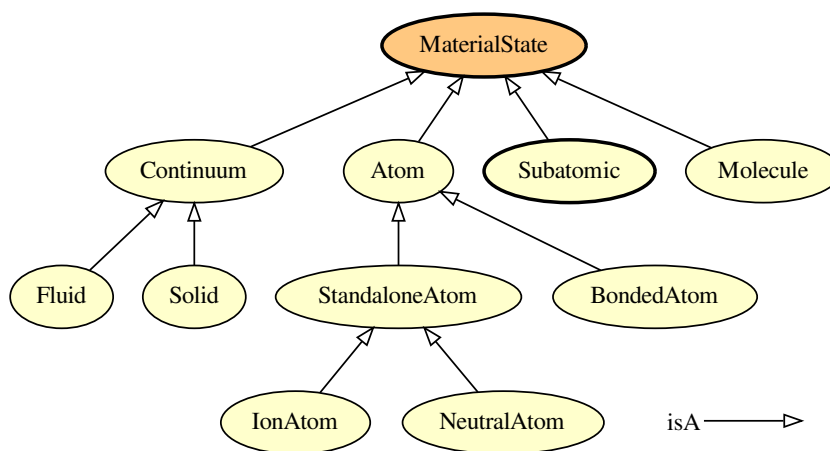 MaterialState
Continuum
Atom
Subatomic
Molecule
Fluid
Solid
StandaloneAtom
BondedAtom
IonAtom
NeutralAtom
isA